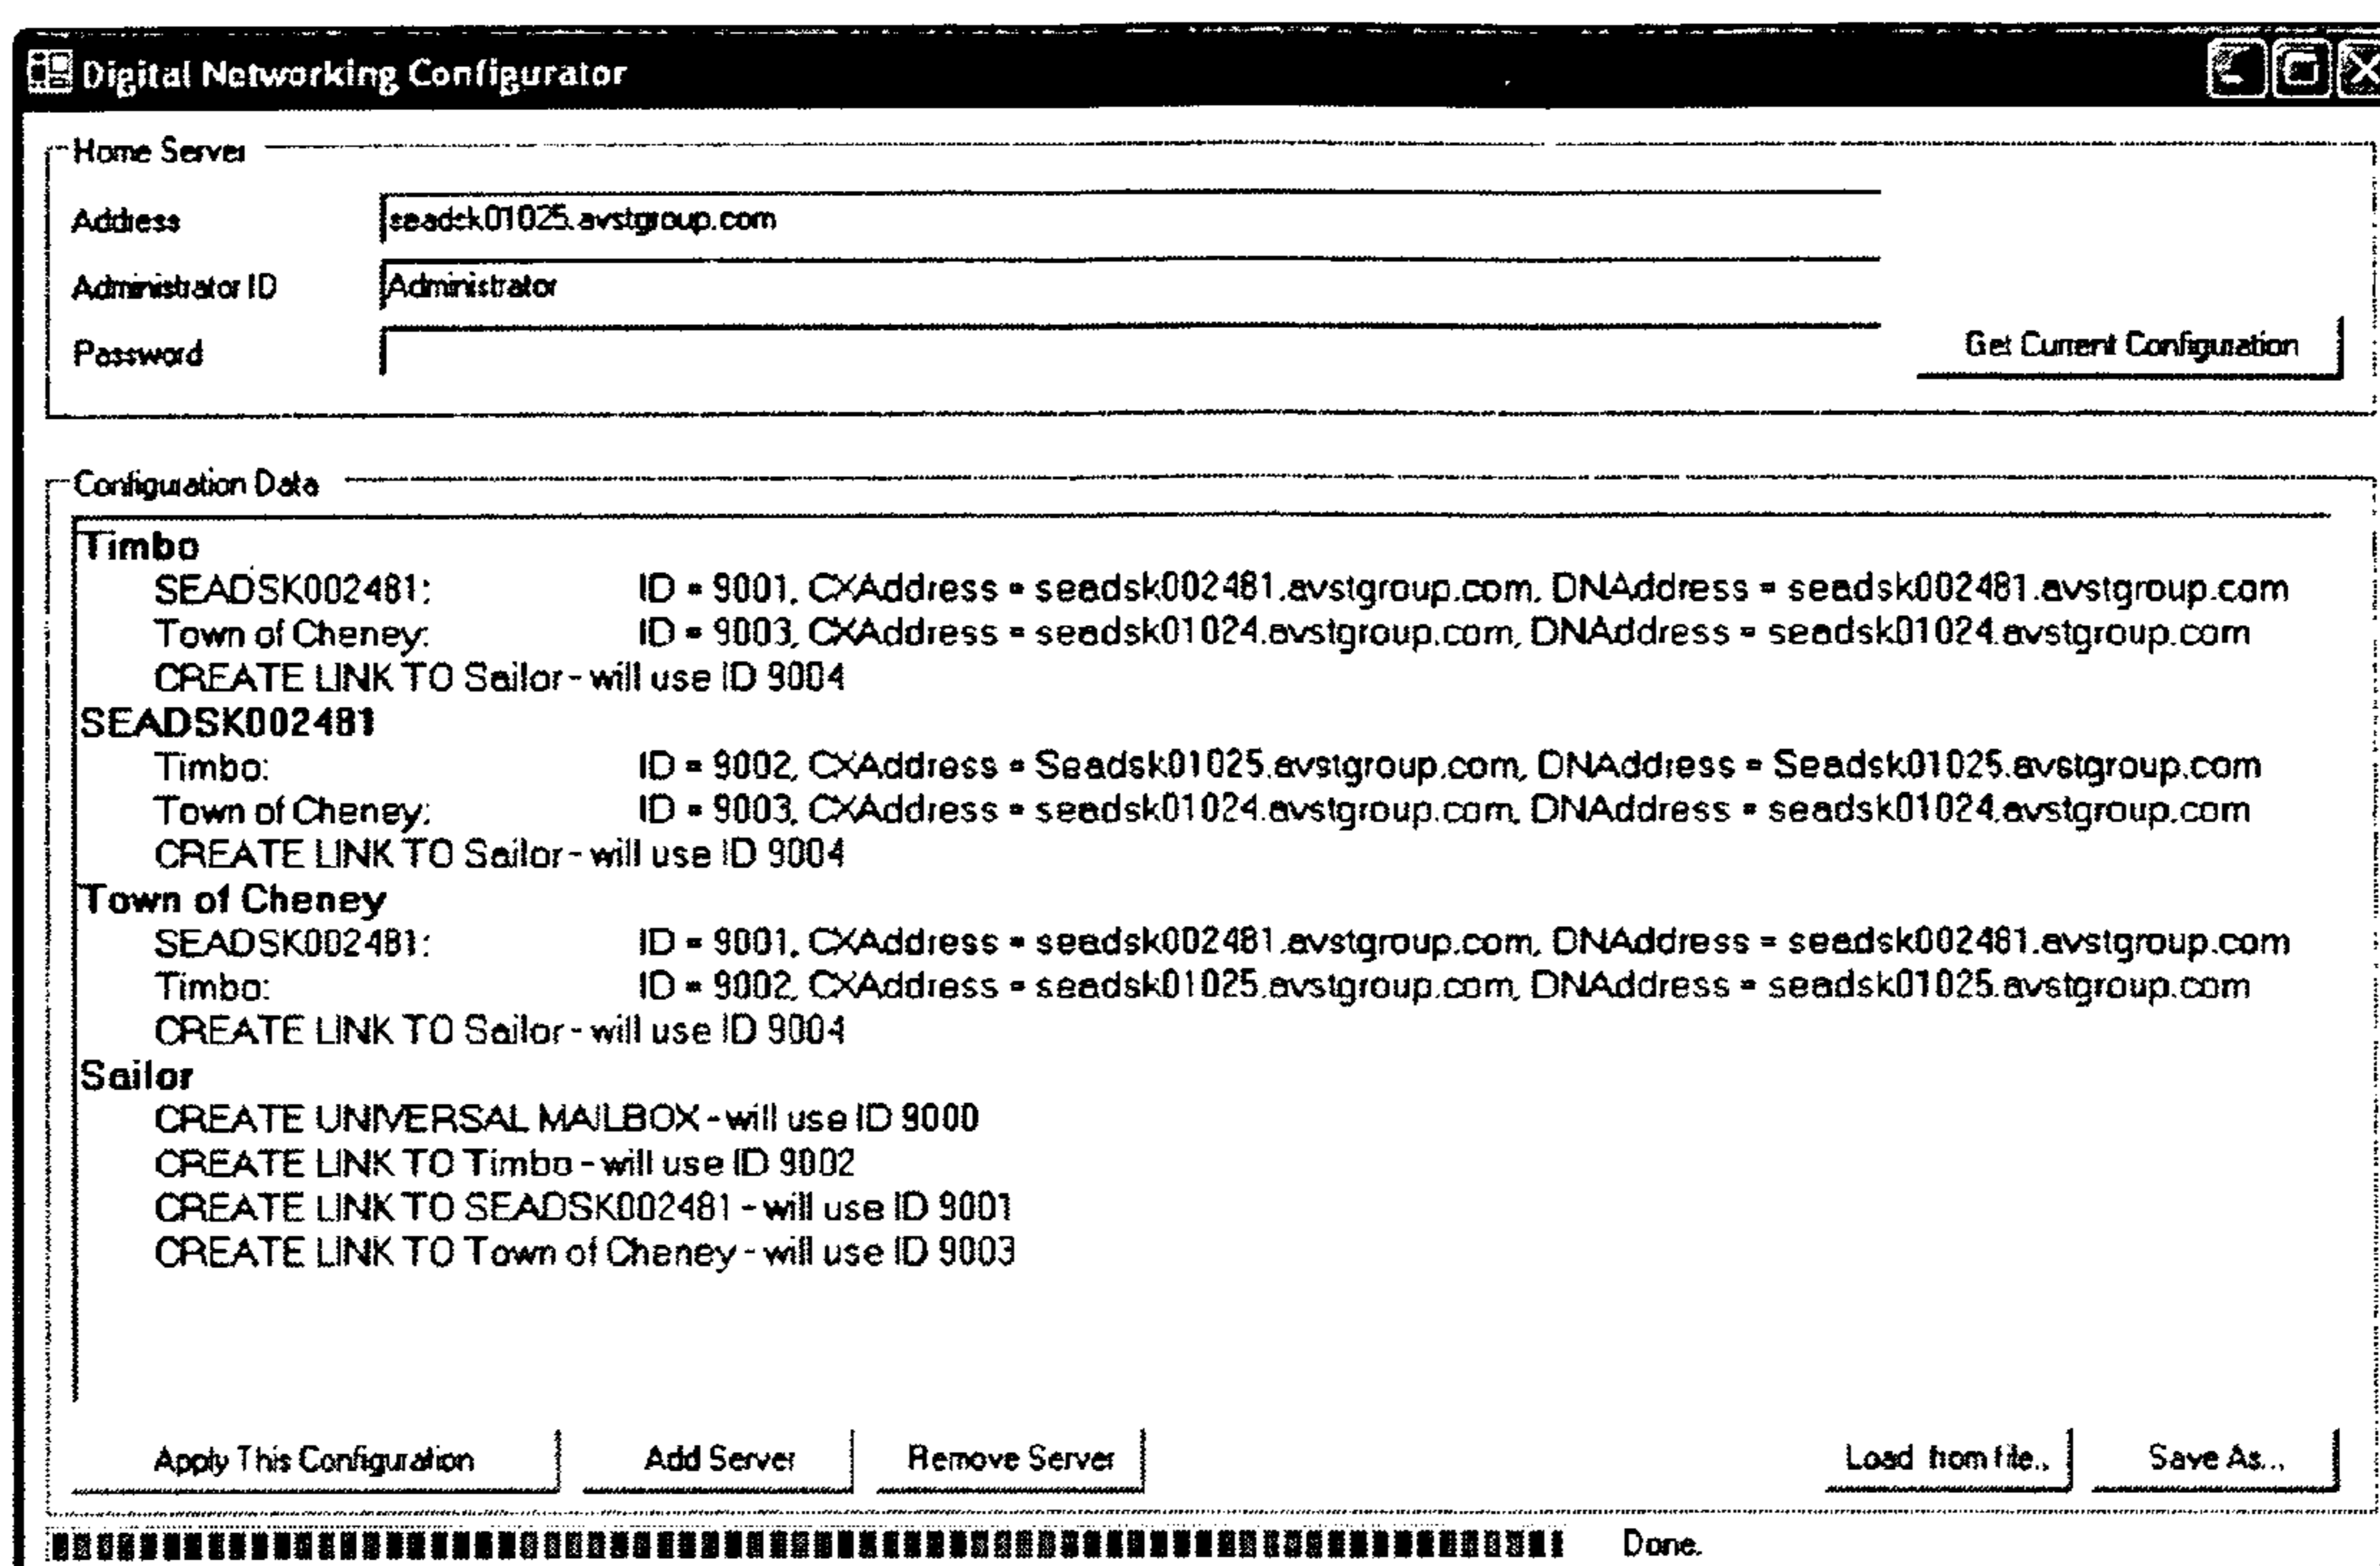 Digital Networking Configurator
Home Server
Address seadsk01025.avstgroup.com
Administrator ID Administrator
Password
Get Current Configuration
Configuration Data
Timbo
SEADSK002481: ID = 9001, CXAddress = seadsk002481.avstgroup.com, DNAddress = seadsk002481.avstgroup.com
Town of Cheney: ID = 9003, CXAddress = seadsk01024.avstgroup.com, DNAddress = seadsk01024.avstgroup.com
CREATE LINK TO Sailor - will use ID 9004
SEADSK002481
Timbo: ID = 9002, CXAddress = Seadsk01025.avstgroup.com, DNAddress = Seadsk01025.avstgroup.com
Town of Cheney: ID = 9003, CXAddress = seadsk01024.avstgroup.com, DNAddress = seadsk01024.avstgroup.com
CREATE LINK TO Sailor - will use ID 9004
Town of Cheney
SEADSK002481: ID = 9001, CXAddress = seadsk002481.avstgroup.com, DNAddress = seadsk002481.avstgroup.com
Timbo: ID = 9002, CXAddress = seadsk01025.avstgroup.com, DNAddress = seadsk01025.avstgroup.com
CREATE LINK TO Sailor - will use ID 9004
Sailor
CREATE UNIVERSAL MAILBOX - will use ID 9000
CREATE LINK TO Timbo - will use ID 9002
CREATE LINK TO SEADSK002481 - will use ID 9001
CREATE LINK TO Town of Cheney - will use ID 9003
Apply This Configuration Add Server Remove Server Load from file.. Save As...
Done.